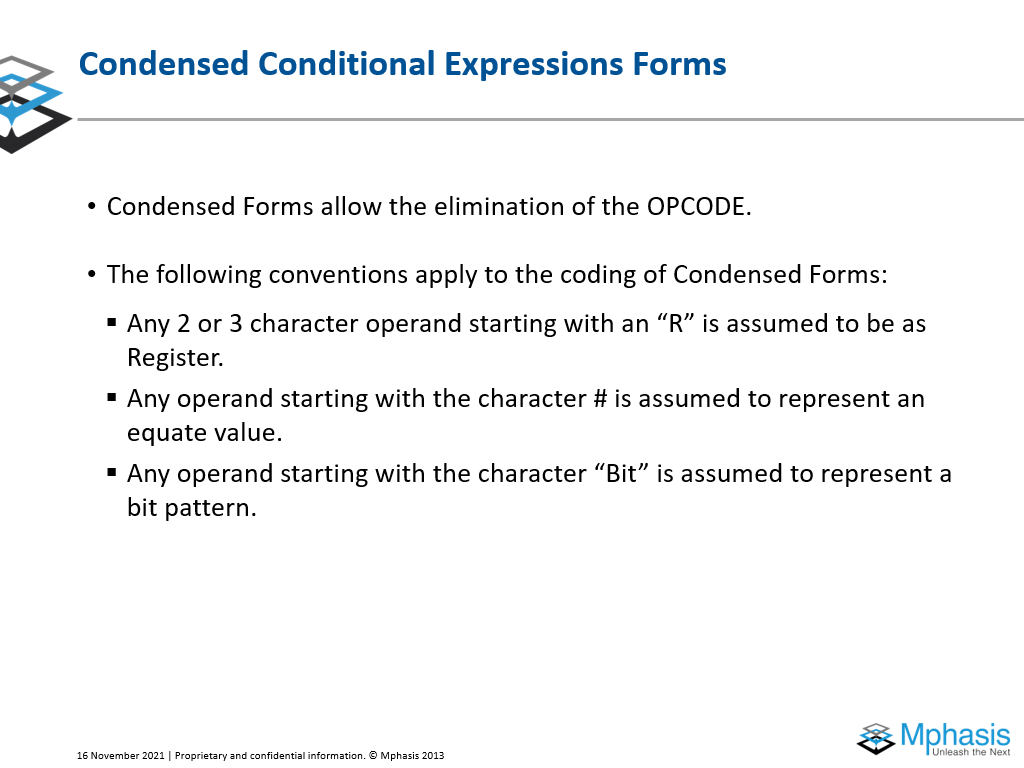 Condensed Conditional Expressions Forms
• Condensed Forms allow the elimination of the OPCODE.
• The following conventions apply to the coding of Condensed Forms:
▪ Any 2 or 3 character operand starting with an “R” is assumed to be as
Register.
▪ Any operand starting with the character # is assumed to represent an
equate value.
▪ Any operand starting with the character “Bit” is assumed to represent a
bit pattern.
Mphasis
Unleash the Next
16 November 2021 | Proprietary and confidential information. © Mphasis 2013